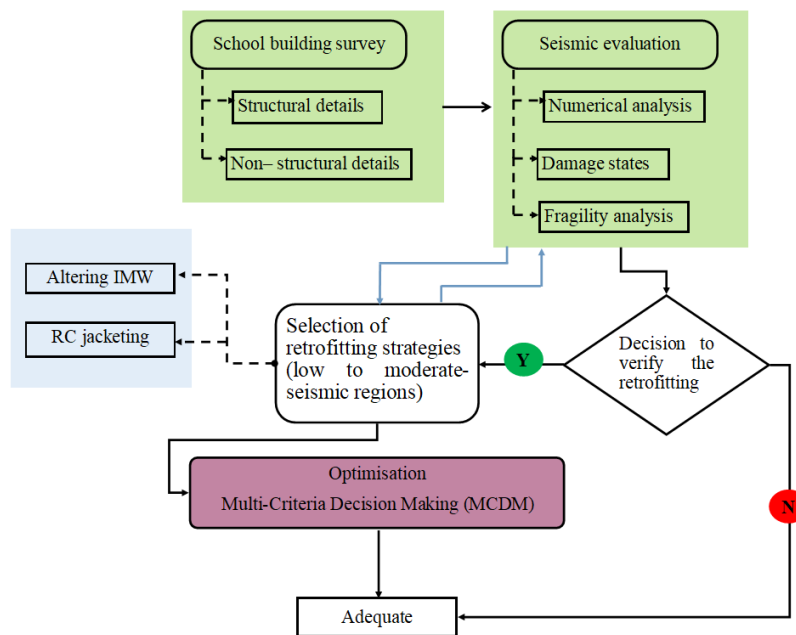 School building survey
Structural details
Non– structural details
Seismic evaluation
Numerical analysis
Damage states
Fragility analysis
Altering IMW
RC jacketing
Selection of
retrofitting strategies
(low to moderate-
seismic regions)
Y
Decision to
verify the
retrofitting
N
Optimisation
Multi-Criteria Decision Making (MCDM)
Adequate